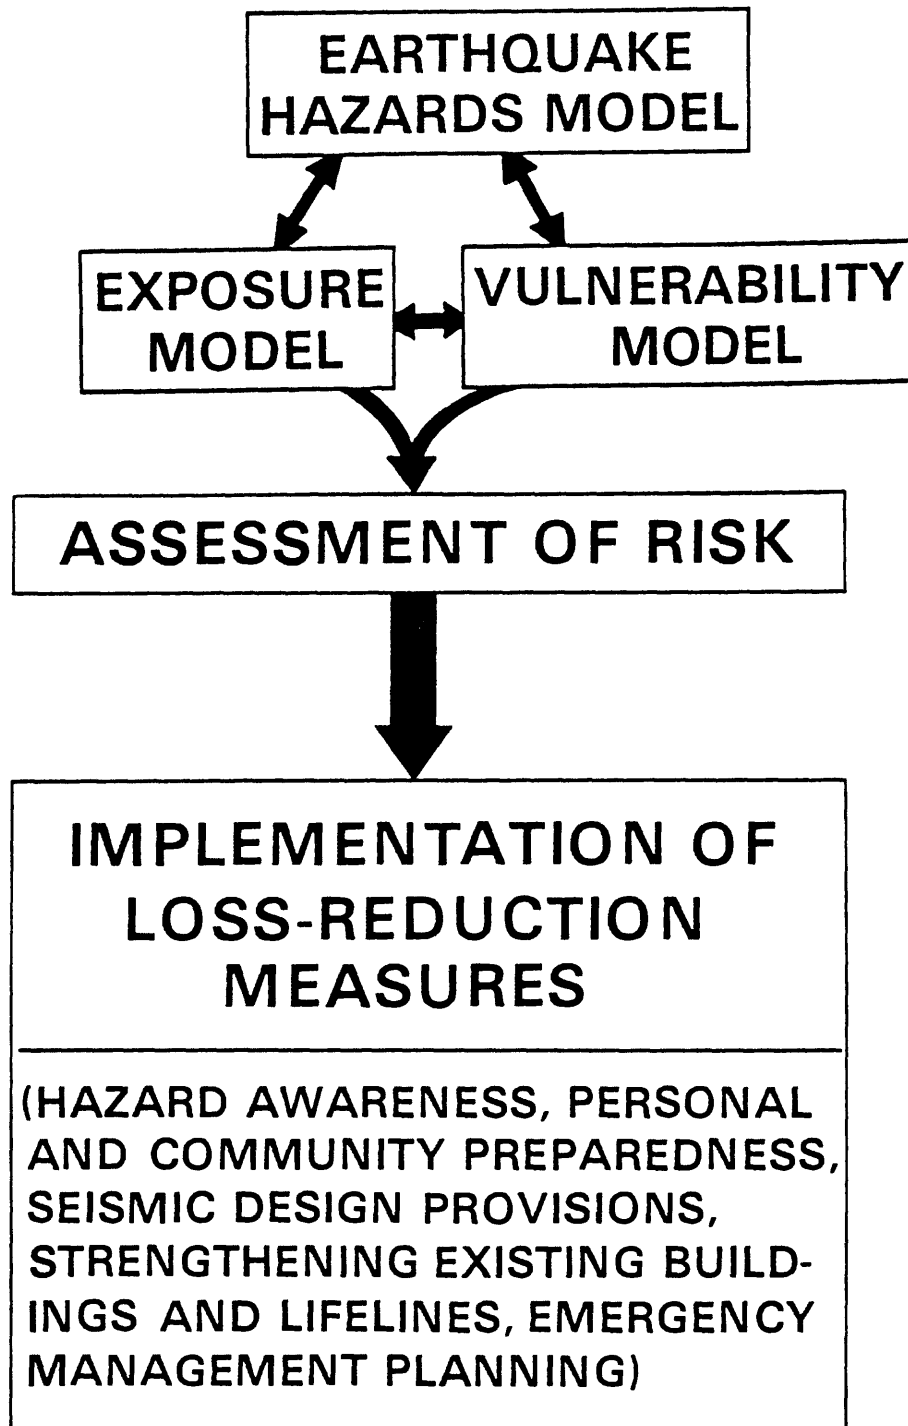 EARTHQUAKE
HAZARDS MODEL
EXPOSURE
MODEL
VULNERABILITY
MODEL
ASSESSMENT OF RISK
IMPLEMENTATION OF
LOSS-REDUCTION
MEASURES
(HAZARD AWARENESS, PERSONAL
AND COMMUNITY PREPAREDNESS,
SEISMIC DESIGN PROVISIONS,
STRENGTHENING EXISTING BUILD-
INGS AND LIFELINES, EMERGENCY
MANAGEMENT PLANNING)